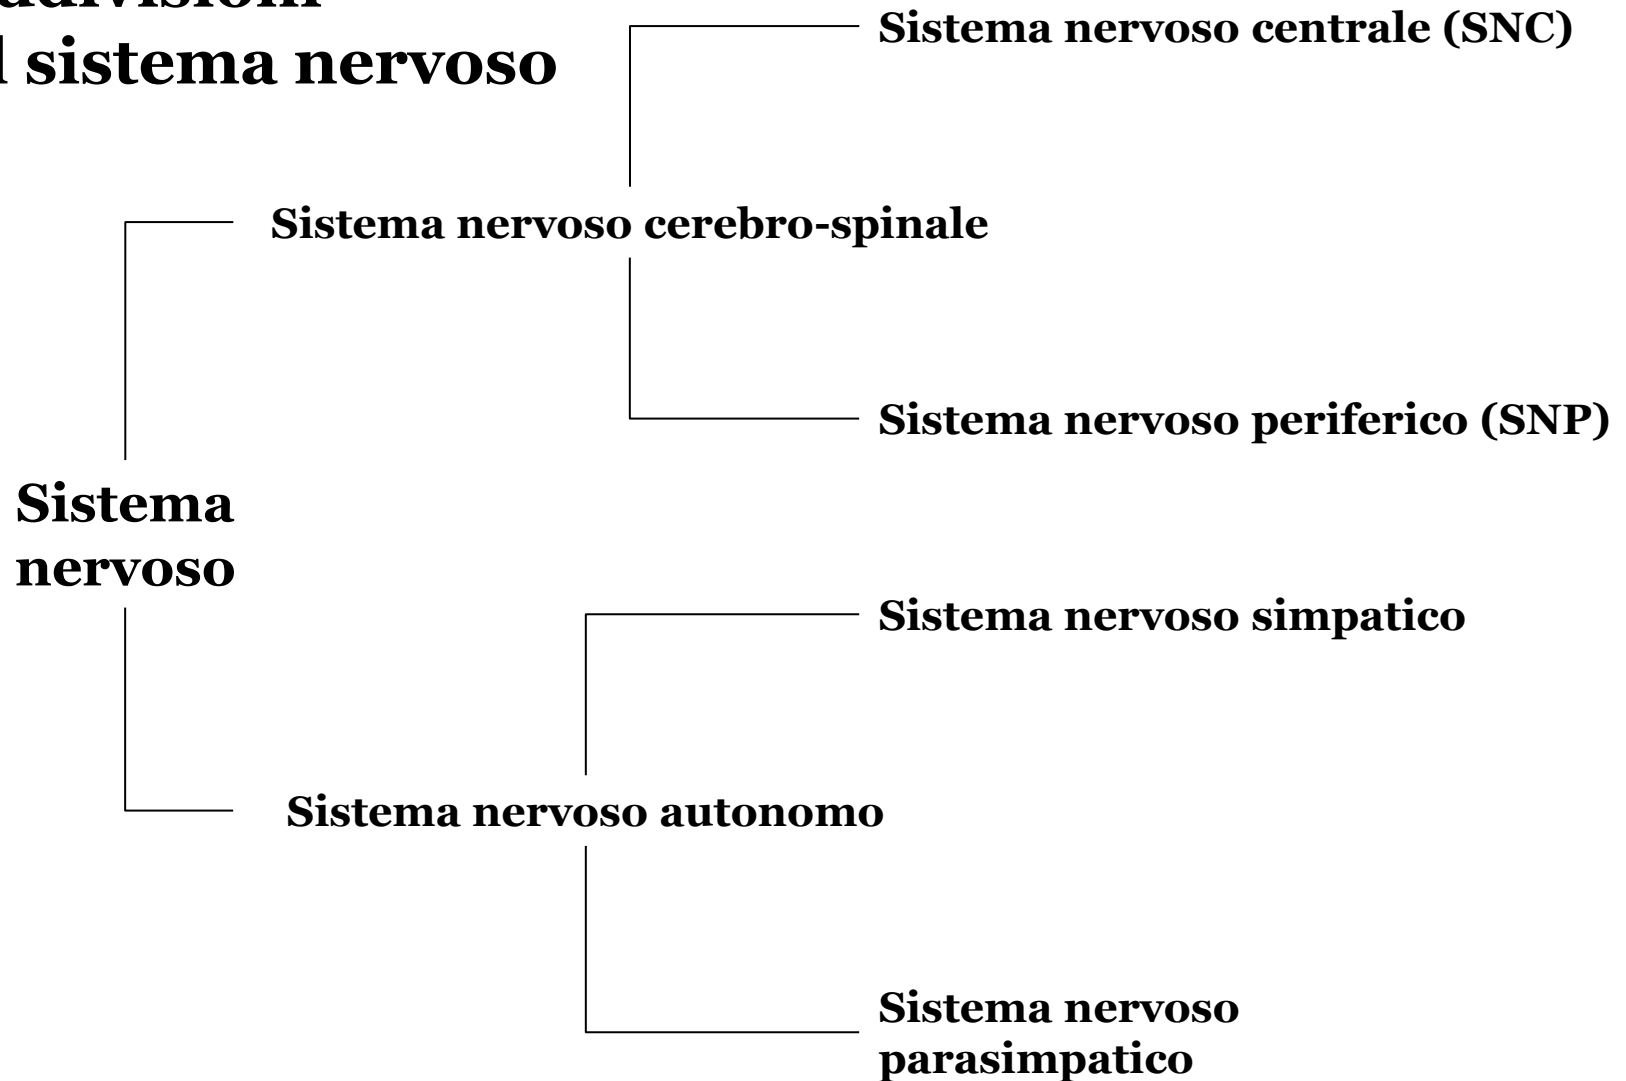 sistema nervoso
Sistema nervoso centrale (SNC)
Sistema nervoso cerebro-spinale
Sistema nervoso periferico (SNP)
Sistema
nervoso
Sistema nervoso simpatico
Sistema nervoso autonomo
Sistema nervoso
parasimpatico